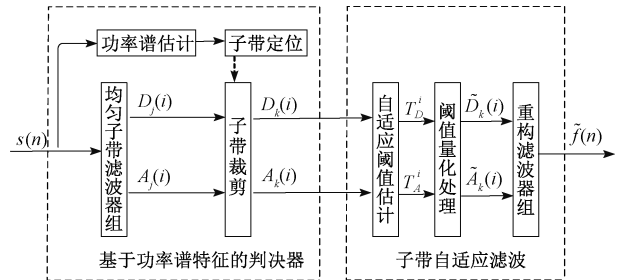 功率谱估计
子带定位
s(n)
均匀子带滤波器组
D_j(i)
A_j(i)
子带裁剪
D_k(i)
A_k(i)
自适应阈值估计
T_D^i
T_A^i
阈值量化处理
D̃_k(i)
Ã_k(i)
重构滤波器组
f̃(n)
基于功率谱特征的判决器
子带自适应滤波